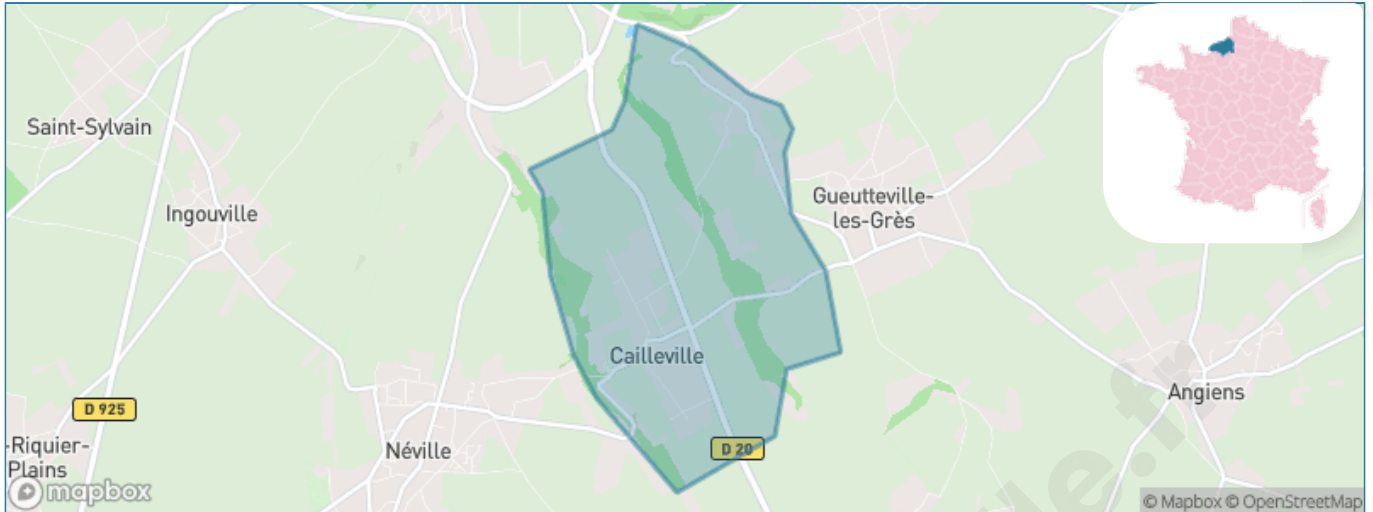 Saint-Sylvain
Ingouville
Gueutteville-
les-Grès
Cailleville
Angiens
D 925
Néville
D 20
-Riquier-
Plains
mapbox
© Mapbox © OpenStreetMap